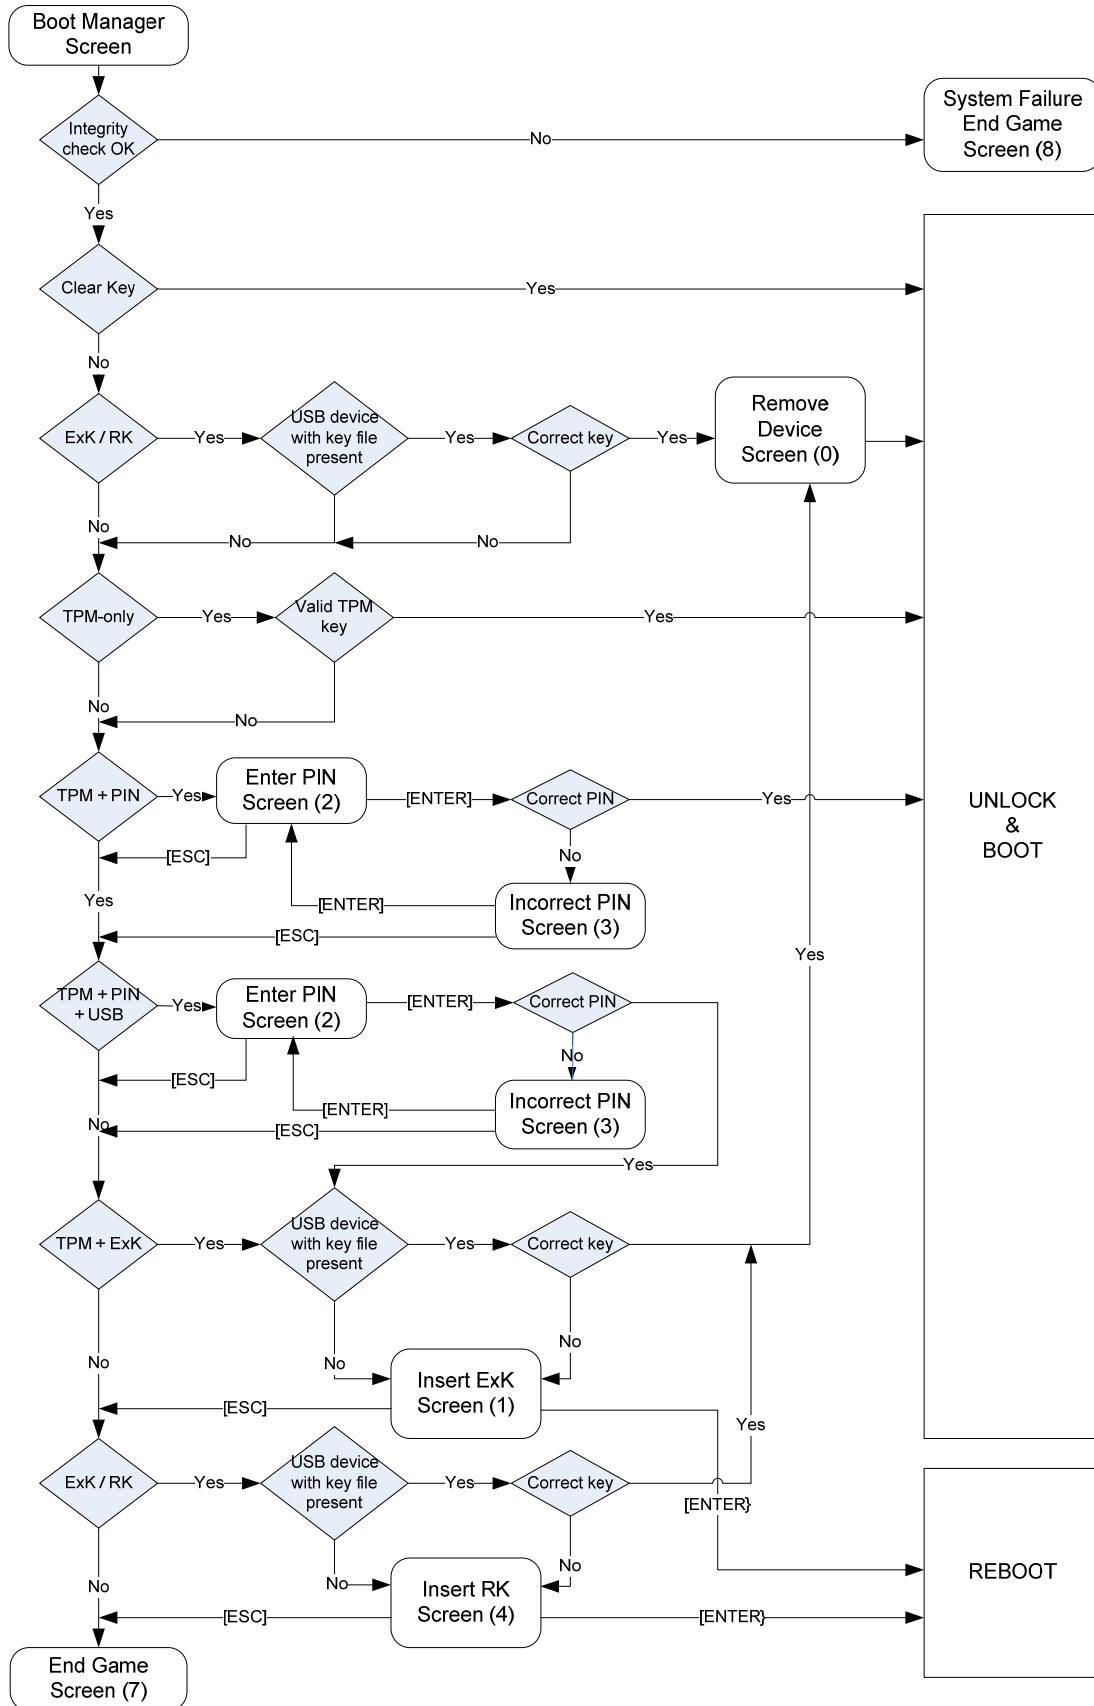 Boot Manager
Screen
Integrity
check OK
No
System Failure
End Game
Screen (8)
Yes
Clear Key
Yes
No
ExK / RK
Yes
USB device
with key file
present
Yes
Correct key
Yes
Remove
Device
Screen (0)
No
No
No
TPM-only
Yes
Valid TPM
key
Yes
No
No
TPM + PIN
Yes
Enter PIN
Screen (2)
[ENTER]
Correct PIN
Yes
UNLOCK
&
BOOT
[ESC]
No
Yes
[ENTER]
Incorrect PIN
Screen (3)
[ESC]
Yes
TPM + PIN
+ USB
Yes
Enter PIN
Screen (2)
[ENTER]
Correct PIN
No
[ESC]
[ENTER]
Incorrect PIN
Screen (3)
No
[ESC]
Yes
TPM + ExK
Yes
USB device
with key file
present
Yes
Correct key
No
No
No
Insert ExK
Screen (1)
[ESC]
Yes
ExK / RK
Yes
USB device
with key file
present
Yes
Correct key
[ENTER}
No
No
No
Insert RK
Screen (4)
REBOOT
[ESC]
[ENTER}
End Game
Screen (7)